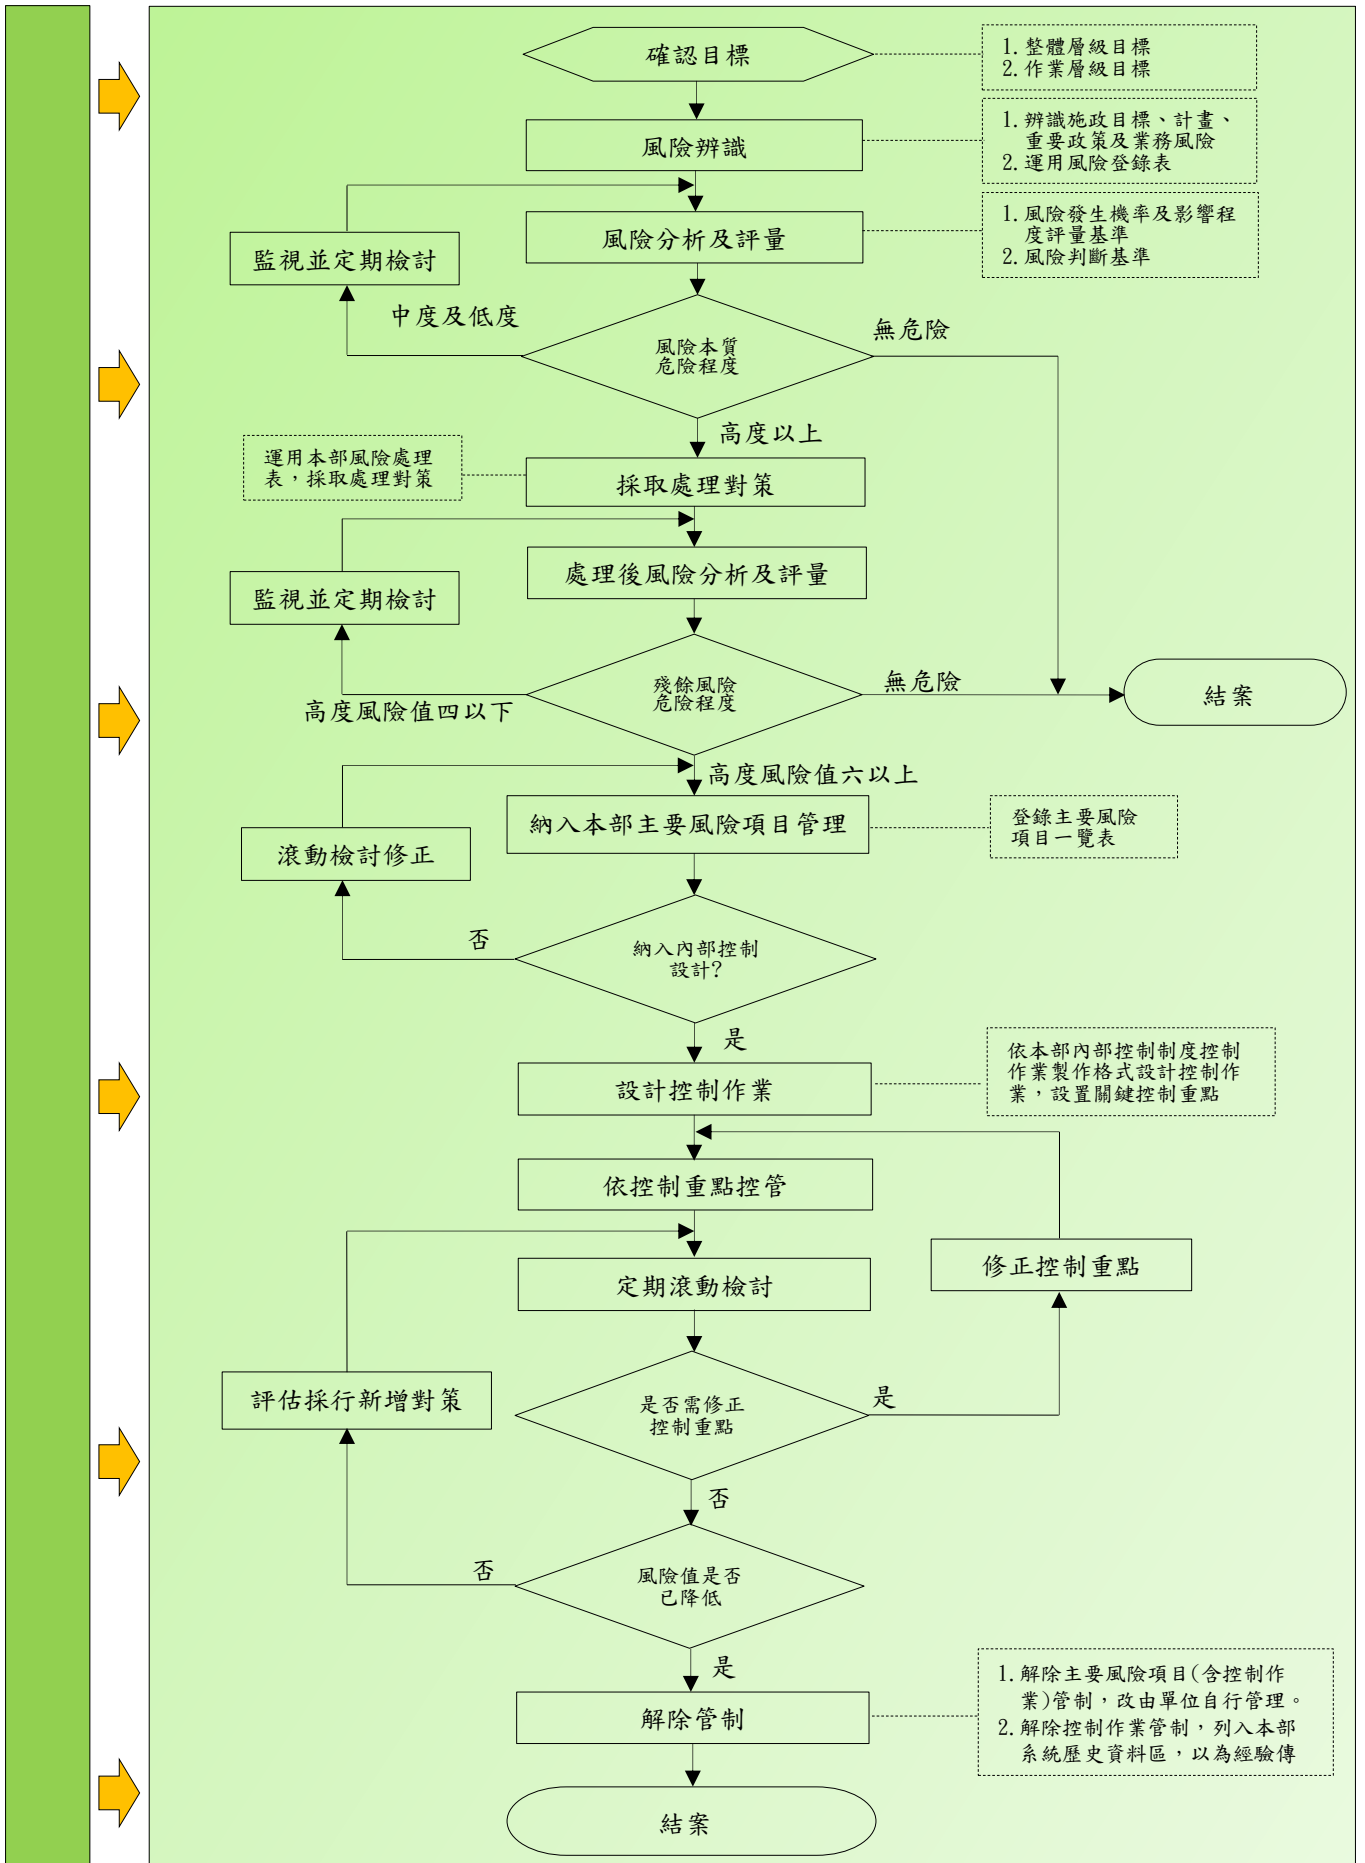 確認目標
1. 整體層級目標
2. 作業層級目標
風險辨識
1. 辨識施政目標、計畫、
重要政策及業務風險
2. 運用風險登錄表
風險分析及評量
1. 風險發生機率及影響程
度評量基準
2. 風險判斷基準
監視並定期檢討
中度及低度
風險本質
危險程度
無危險
高度以上
運用本部風險處理
表，採取處理對策
採取處理對策
處理後風險分析及評量
監視並定期檢討
殘餘風險
危險程度
無危險
結案
高度風險值四以下
高度風險值六以上
納入本部主要風險項目管理
登錄主要風險
項目一覽表
滾動檢討修正
否
納入內部控制
設計?
是
設計控制作業
依本部內部控制制度控制
作業製作格式設計控制作
業，設置關鍵控制重點
依控制重點控管
定期滾動檢討
修正控制重點
評估採行新增對策
是否需修正
控制重點
是
否
否
風險值是否
已降低
是
解除管制
1. 解除主要風險項目(含控制作
業)管制，改由單位自行管理。
2. 解除控制作業管制，列入本部
系統歷史資料區，以為經驗傳
結案